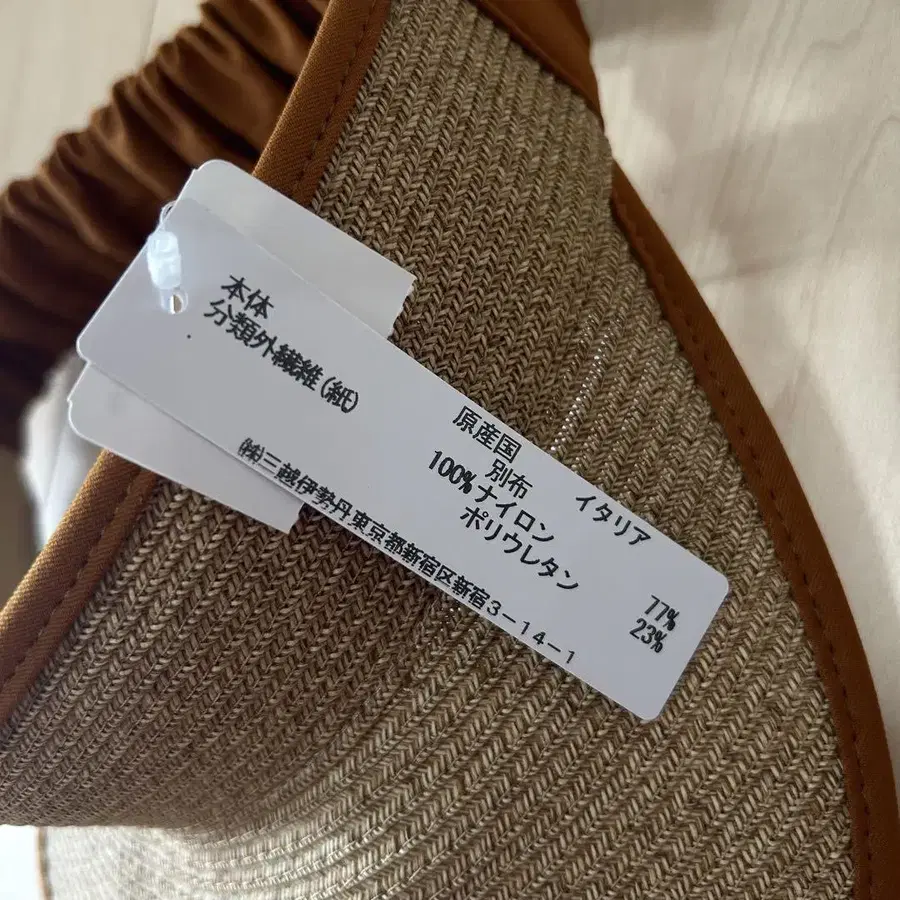 原産国 イタリア
本体 別布
分類外繊維(紙) 100% ナイロン 77%
ポリウレタン 23%
㈱三越伊勢丹東京都新宿区新宿3-14-1